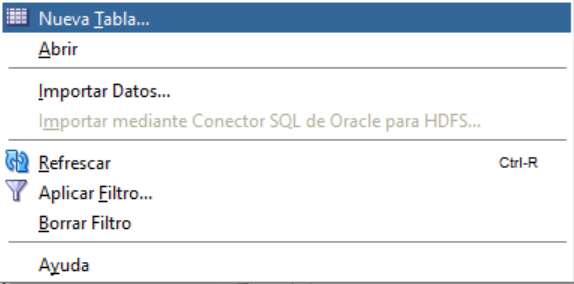 Nueva Tabla...
Abrir
Importar Datos...
Importar mediante Conector SQL de Oracle para HDFS...
Refrescar Ctrl-R
Aplicar Filtro...
Borrar Filtro
Ayuda